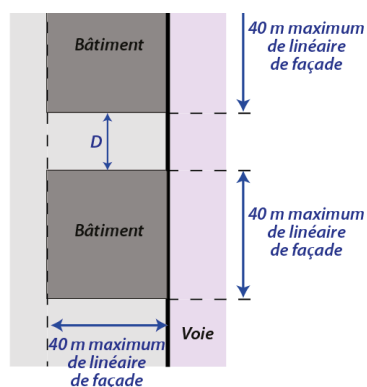 Bâtiment
40 m maximum
de linéaire
de façade
D
Bâtiment
40 m maximum
de linéaire
de façade
Voie
40 m maximum
de linéaire
de façade